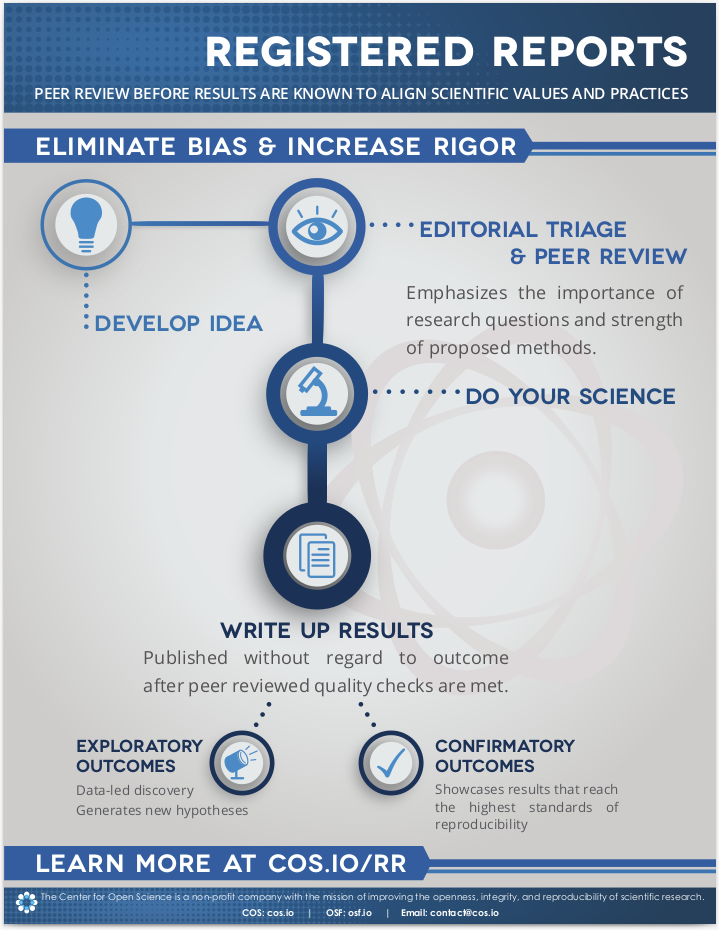 REGISTERED REPORTS
PEER REVIEW BEFORE RESULTS ARE KNOWN TO ALIGN SCIENTIFIC VALUES AND PRACTICES
ELIMINATE BIAS & INCREASE RIGOR
EDITORIAL TRIAGE
& PEER REVIEW
Emphasizes the importance of
research questions and strength
of proposed methods.
DEVELOP IDEA
DO YOUR SCIENCE
WRITE UP RESULTS
Published without regard to outcome
after peer reviewed quality checks are met.
EXPLORATORY
OUTCOMES
Data-led discovery
Generates new hypotheses
CONFIRMATORY
OUTCOMES
Showcases results that reach
the highest standards of
reproducibility
LEARN MORE AT COS.IO/RR
The Center for Open Science is a non-profit company with the mission of improving the openness, integrity, and reproducibility of scientific research.
COS: cos.io | OSF: osf.io | Email: contact@cos.io